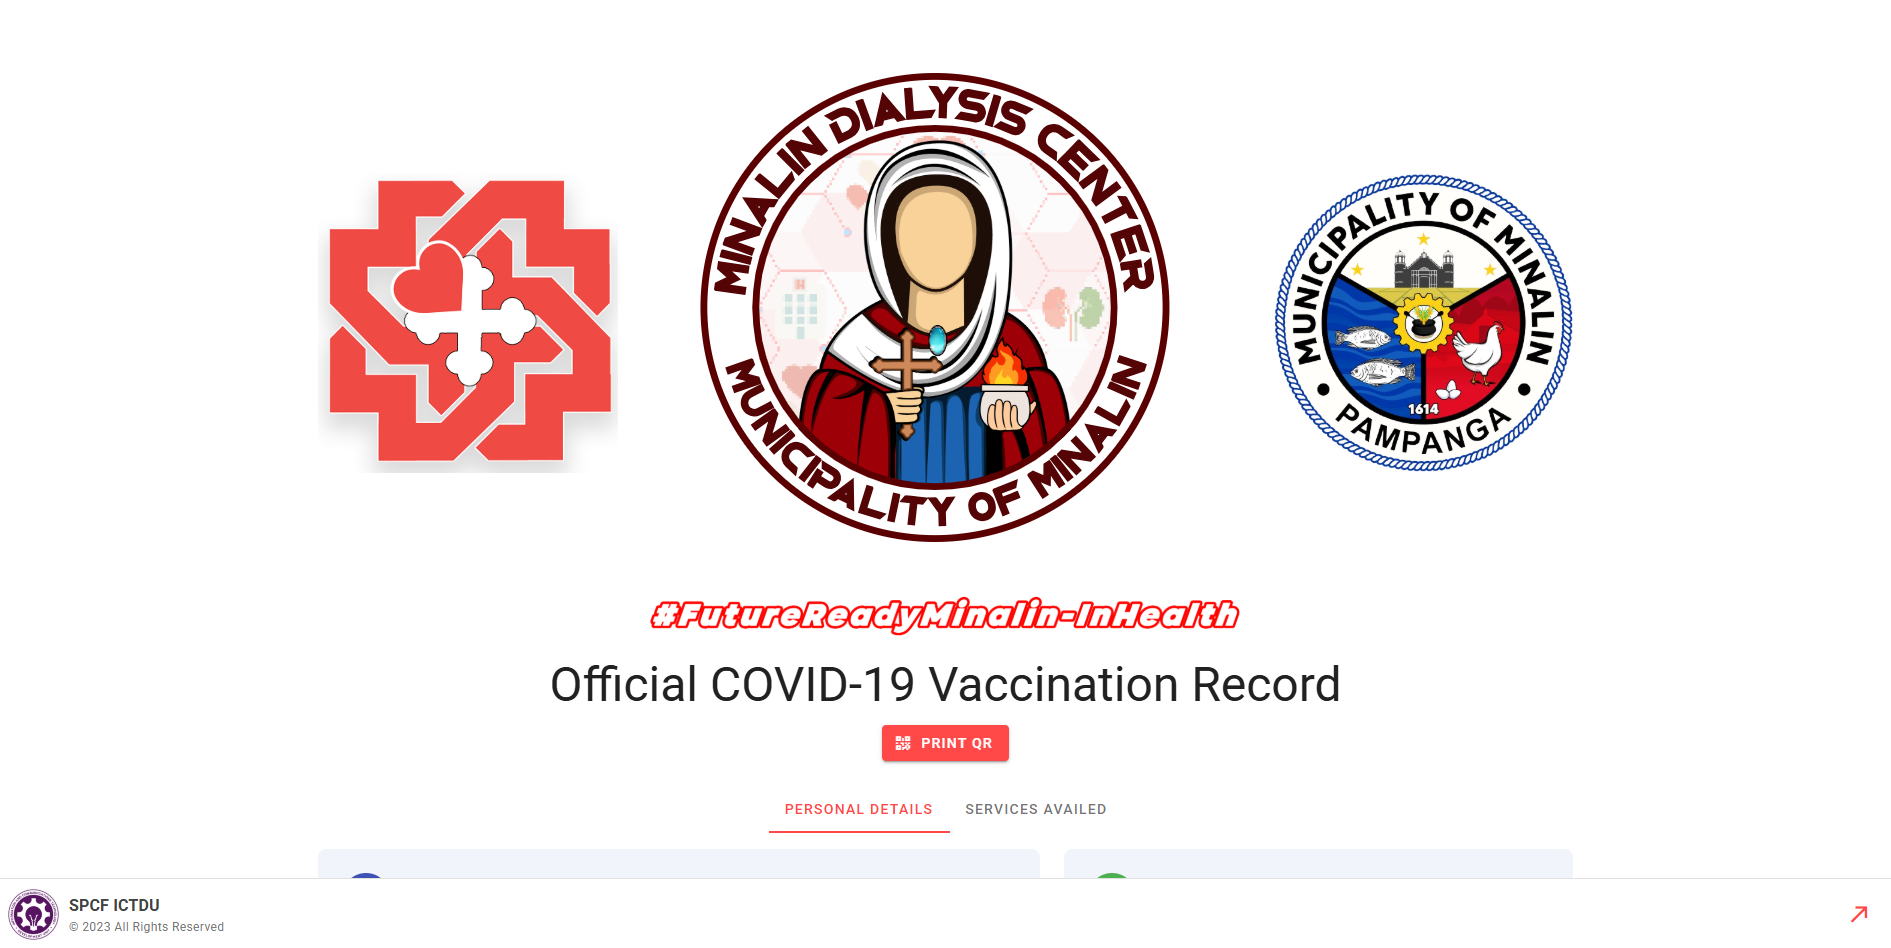 MINALIN DIALYSIS CENTER
MUNICIPALITY OF MINALIN
MUNICIPALITY OF MINALIN
1614
PAMPANGA
#FutureReadyMinalin-InHealth
Official COVID-19 Vaccination Record
PRINT QR
PERSONAL DETAILS
SERVICES AVAILED
SPCF ICTDU
© 2023 All Rights Reserved